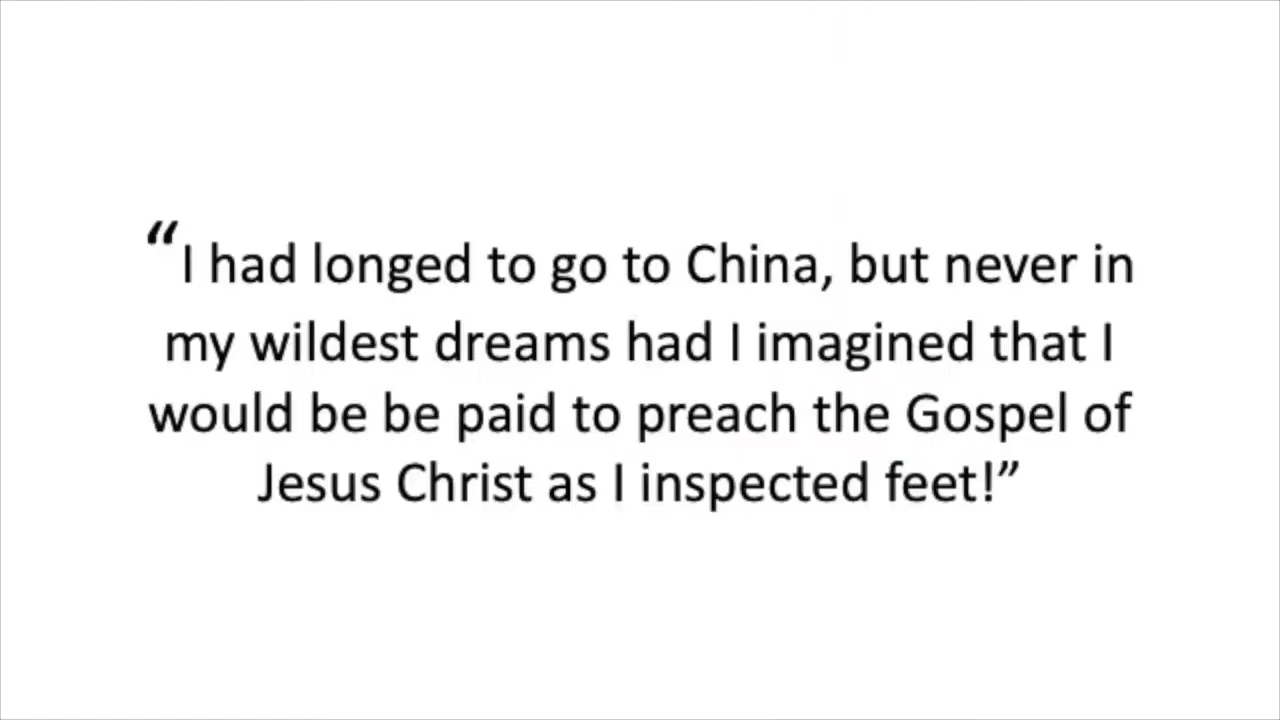 “I had longed to go to China, but never in
my wildest dreams had I imagined that I
would be be paid to preach the Gospel of
Jesus Christ as I inspected feet!”